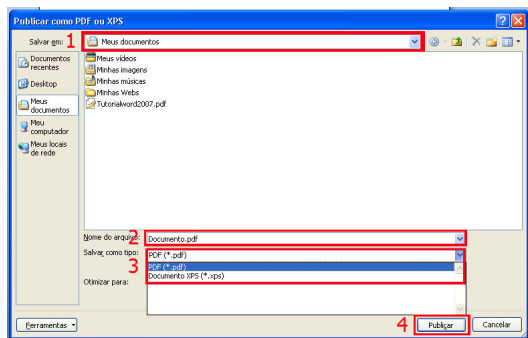 Publicar como PDF ou XPS
Salvar em: 1 Meus documentos
Documentos recentes
Desktop
Meus documentos
Meu computador
Meus locais de rede
Meus vídeos
Minhas imagens
Minhas músicas
Minhas Webs
Tutorialword2007.pdf
Nome do arquivo: 2 Documento.pdf
Salvar como tipo: PDF (*.pdf)
3 PDF (*.pdf)
Documento XPS (*.xps)
Otimizar para:
Ferramentas 4 Publicar Cancelar